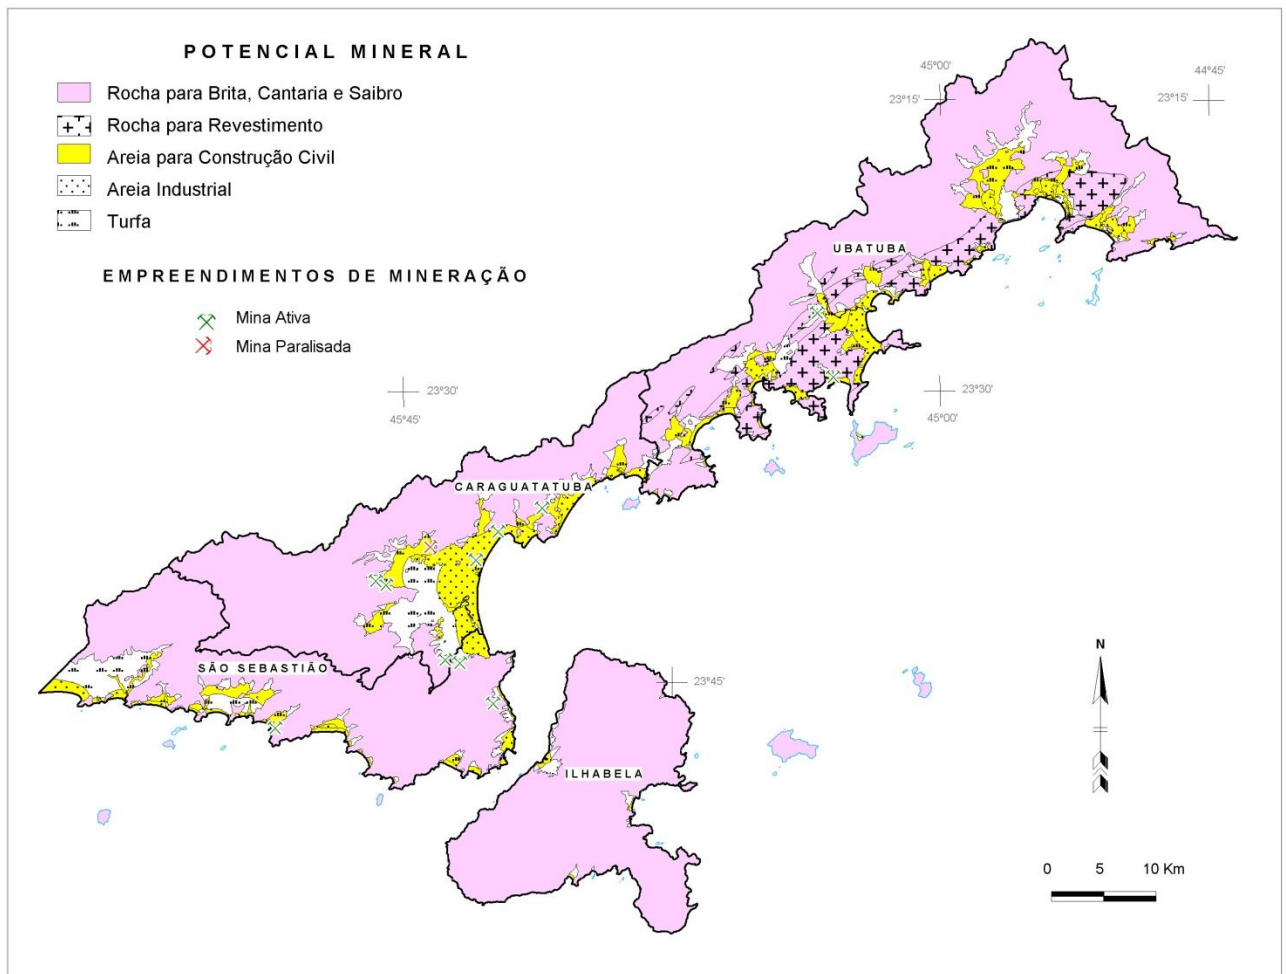 POTENCIAL MINERAL
Rocha para Brita, Cantaria e Saibro
Rocha para Revestimento
Areia para Construção Civil
Areia Industrial
Turfa
EMPREENDIMENTOS DE MINERAÇÃO
Mina Ativa
Mina Paralisada
45°00'
23°15'
44°45'
23°15'
UBATUBA
23°30'
45°45'
23°30'
45°00'
CARAGUATATUBA
SÃO SEBASTIÃO
23°45'
ILHABELA
N
0 5 10 Km